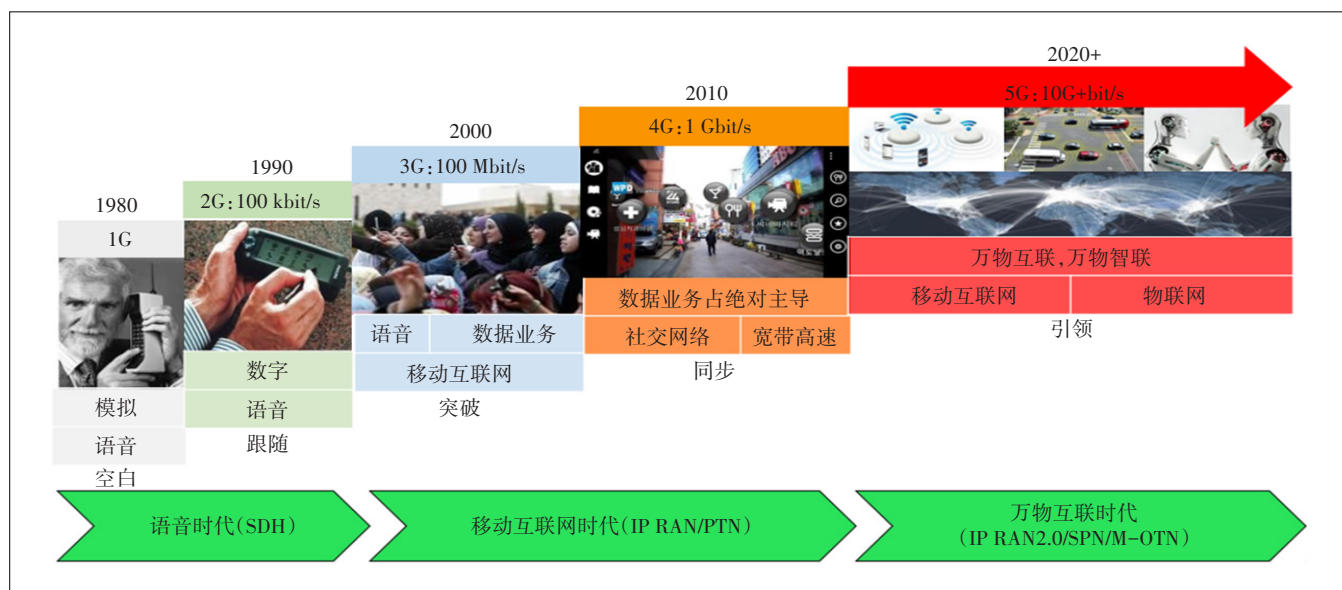 1980
1G
模拟
语音
空白
1990
2G:100 kbit/s
数字
语音
跟随
2000
3G:100 Mbit/s
语音 数据业务
移动互联网
突破
2010
4G:1 Gbit/s
WPD
24
数据业务占绝对主导
社交网络 宽带高速
同步
2020+
5G:10G+bit/s
万物互联,万物智联
移动互联网 物联网
引领
语音时代(SDH)
移动互联网时代(IP RAN/PTN)
万物互联时代
(IP RAN2.0/SPN/M-OTN)